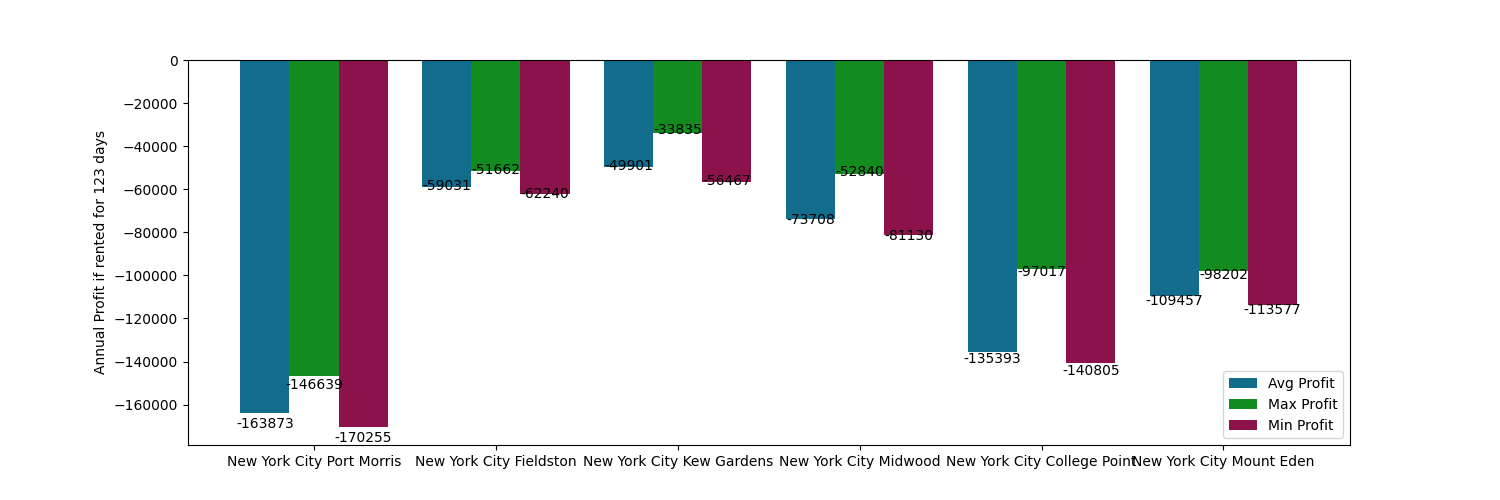 0
−20000
−40000
−60000
−80000
−100000
−120000
−140000
−160000
Annual Profit if rented for 123 days
-163873
-146639
-170255
-59031
-51662
-62240
-49901
-33835
-56467
-73708
-52840
-81130
-135393
-97017
-140805
-109457
-98202
-113577
Avg Profit
Max Profit
Min Profit
New York City Port Morris
New York City Fieldston
New York City Kew Gardens
New York City Midwood
New York City College Point
New York City Mount Eden